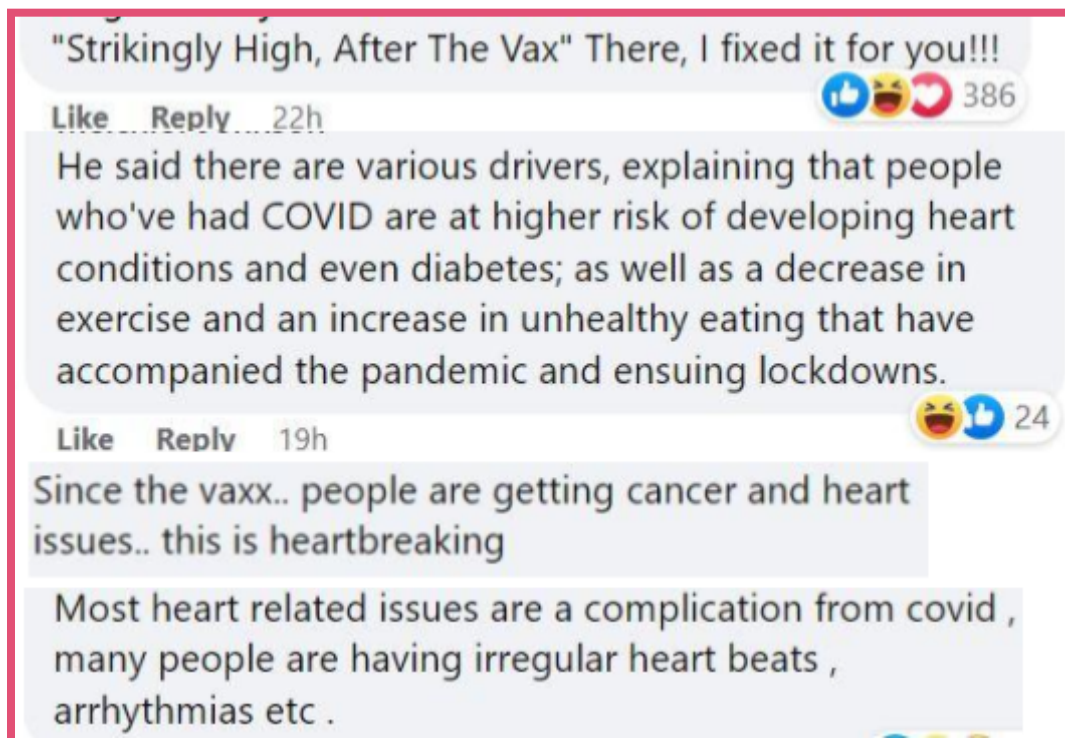 "Strikingly High, After The Vax" There, I fixed it for you!!!
386
Like Reply 22h
He said there are various drivers, explaining that people
who've had COVID are at higher risk of developing heart
conditions and even diabetes; as well as a decrease in
exercise and an increase in unhealthy eating that have
accompanied the pandemic and ensuing lockdowns.
24
Like Reply 19h
Since the vaxx.. people are getting cancer and heart
issues.. this is heartbreaking
Most heart related issues are a complication from covid ,
many people are having irregular heart beats ,
arrhythmias etc .